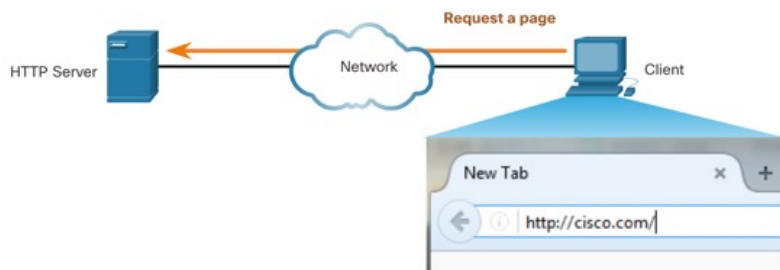 Request a page
HTTP Server
Network
Client
New Tab
http://cisco.com/